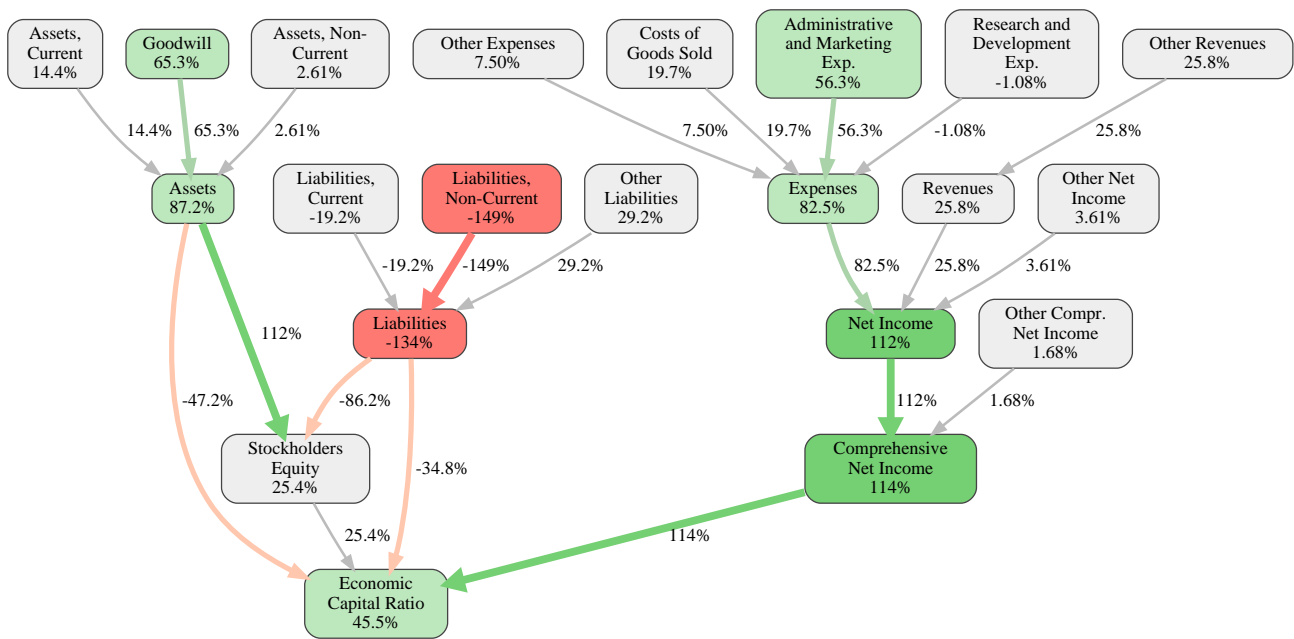 Assets,
Current
14.4%
Goodwill
65.3%
Assets, Non-
Current
2.61%
Other Expenses
7.50%
Costs of
Goods Sold
19.7%
Administrative
and Marketing
Exp.
56.3%
Research and
Development
Exp.
-1.08%
Other Revenues
25.8%
14.4%
65.3%
2.61%
7.50%
19.7%
56.3%
-1.08%
25.8%
Assets
87.2%
Liabilities,
Current
-19.2%
Liabilities,
Non-Current
-149%
Other
Liabilities
29.2%
Expenses
82.5%
Revenues
25.8%
Other Net
Income
3.61%
-19.2%
-149%
29.2%
82.5%
25.8%
3.61%
112%
Liabilities
-134%
Net Income
112%
Other Compr.
Net Income
1.68%
-47.2%
-86.2%
112%
1.68%
Stockholders
Equity
25.4%
-34.8%
Comprehensive
Net Income
114%
25.4%
114%
Economic
Capital Ratio
45.5%